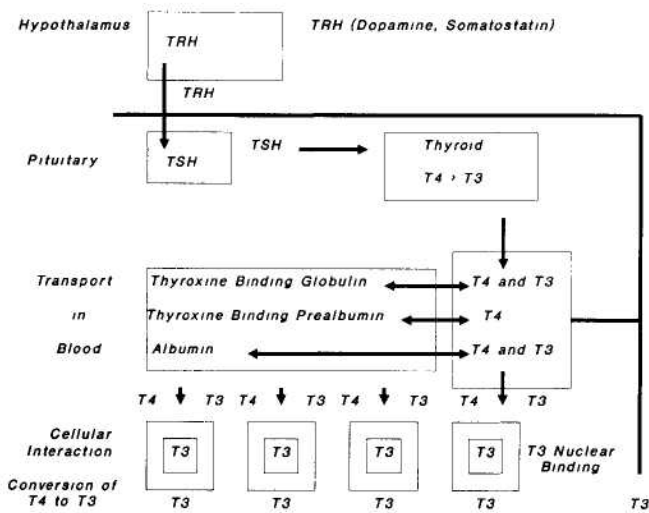 Hypothalamus
TRH
TRH (Dopamine, Somatostatin)
TRH
Pituitary
TSH
TSH
Thyroid
T4 > T3
Transport
in
Blood
Thyroxine Binding Globulin
T4 and T3
Thyroxine Binding Prealbumin
T4
Albumin
T4 and T3
T4 T3 T4 T3 T4 T3 T4 T3
Cellular
Interaction
T3 T3 T3 T3
T3 Nuclear
Binding
Conversion of
T4 to T3
T3 T3 T3 T3 T3